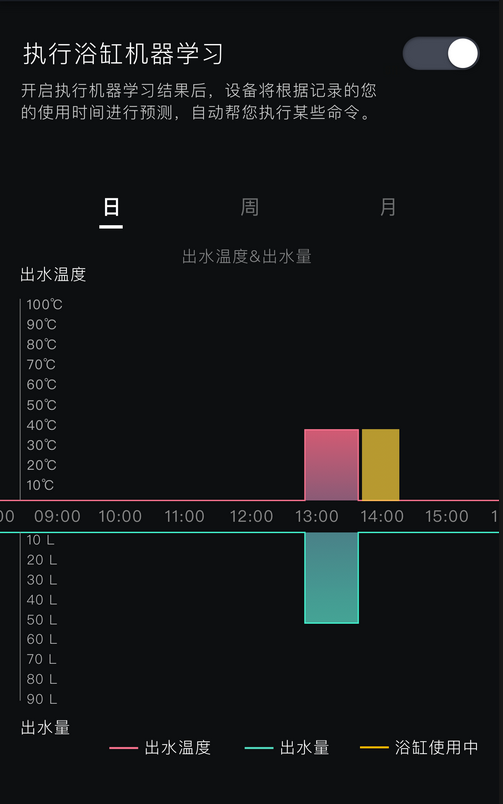 执行浴缸机器学习
开启执行机器学习结果后，设备将根据记录的您
的使用时间进行预测，自动帮您执行某些命令。
日 周 月
出水温度&出水量
出水温度
100℃
90℃
80℃
70℃
60℃
50℃
40℃
30℃
20℃
10℃
00 09:00 10:00 11:00 12:00 13:00 14:00 15:00 1
10 L
20 L
30 L
40 L
50 L
60 L
70 L
80 L
90 L
出水量
出水温度 出水量 浴缸使用中